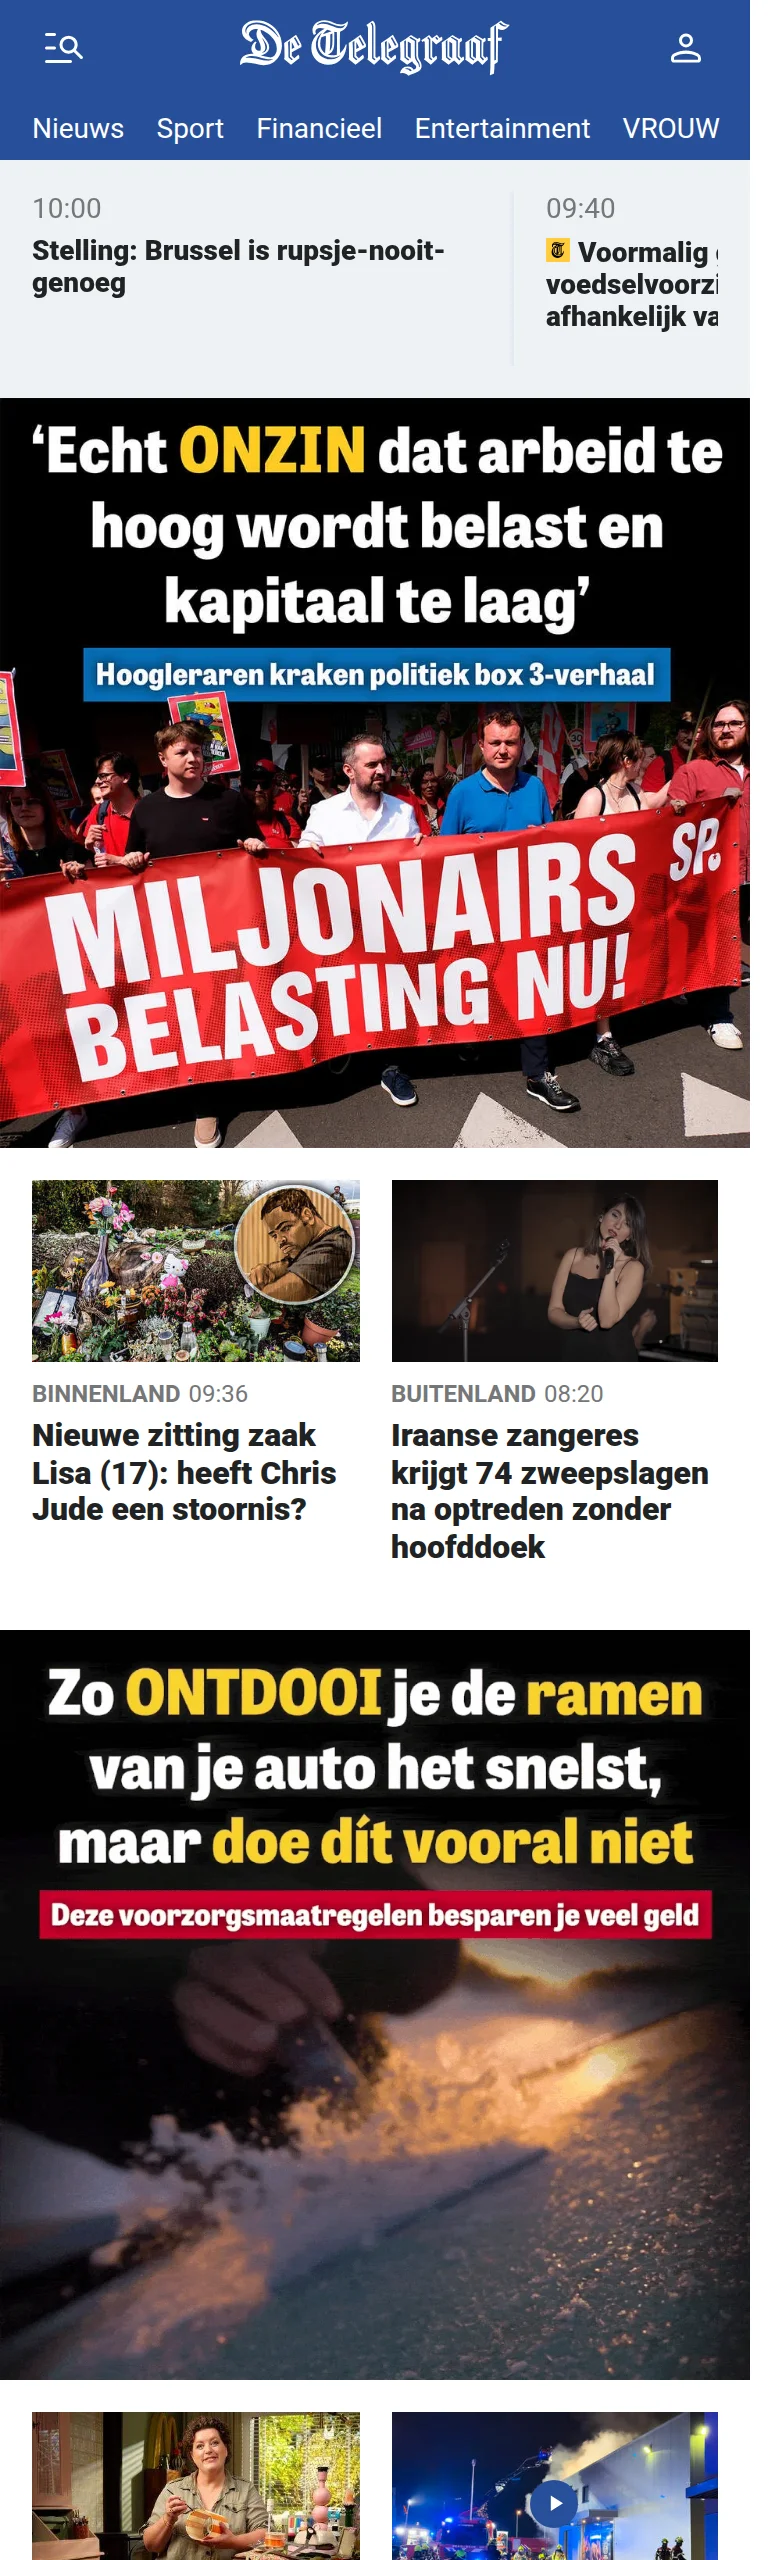 De Telegraaf
Nieuws Sport Financieel Entertainment VROUW
10:00
Stelling: Brussel is rupsje-nooit-
genoeg
09:40
Voormalig
voedselvoorzi
afhankelijk va
‘Echt ONZIN dat arbeid te
hoog wordt belast en
kapitaal te laag’
Hoogleraren kraken politiek box 3-verhaal
MILJONAIRS
BELASTING NU!
SP.
BINNENLAND 09:36
Nieuwe zitting zaak
Lisa (17): heeft Chris
Jude een stoornis?
BUITENLAND 08:20
Iraanse zangeres
krijgt 74 zweepslagen
na optreden zonder
hoofddoek
Zo ONTDOOI je de ramen
van je auto het snelst,
maar doe dít vooral niet
Deze voorzorgsmaatregelen besparen je veel geld